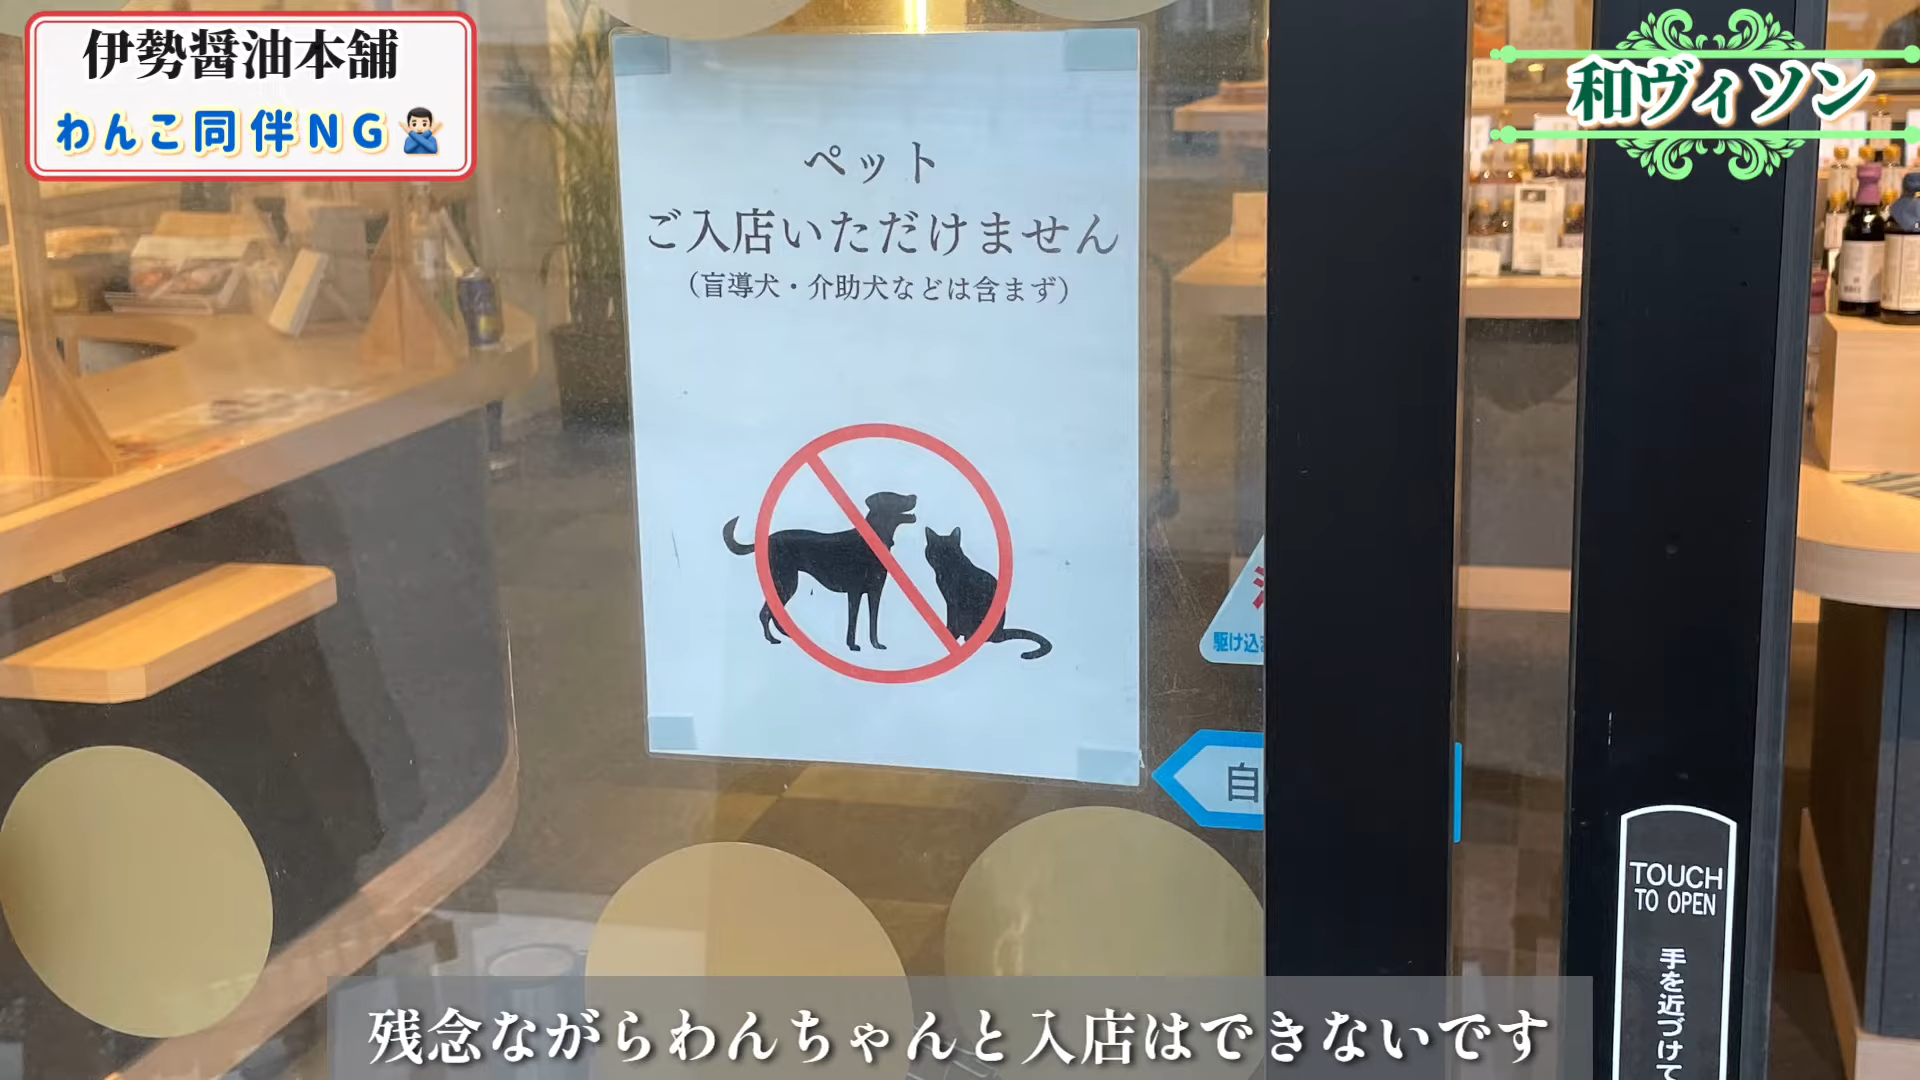 伊勢醤油本舗
わんこ同伴NG🙅🏻‍♂️
和ヴィソン
ペット
ご入店いただけません
（盲導犬・介助犬などは含まず）
駆け込
自
TOUCH
TO OPEN
手を近づけて
残念ながらわんちゃんと入店はできないです